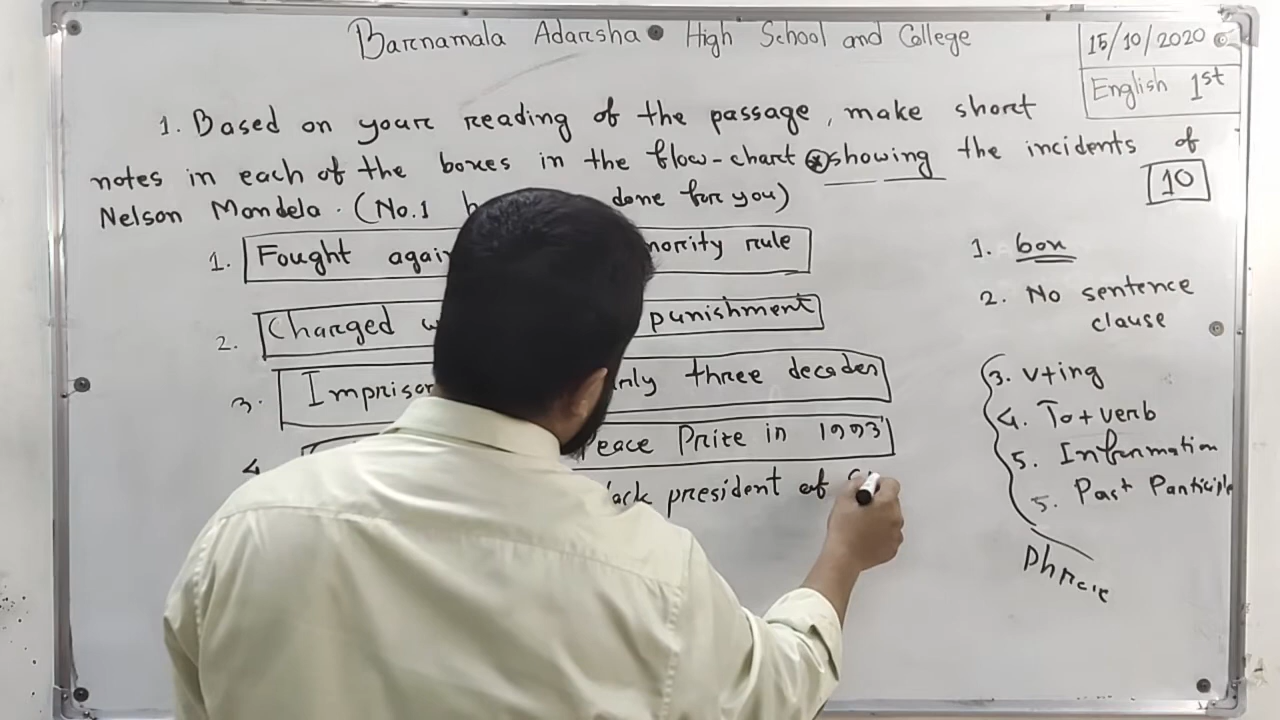 Barnamala Adarsha High School and College
15/10/2020
English 1st
1. Based on your reading of the passage, make short
notes in each of the boxes in the flow-chart showing the incidents of
Nelson Mandela. (No.1 done for you)
10
1. Fought nority rule
2. Charged punishment
3. three decades
4. Peace Prize in 1993
president of
1. box
2. No sentence
clause
3. v+ing
4. To+verb
5. Information
5. Past Participle
Phrase